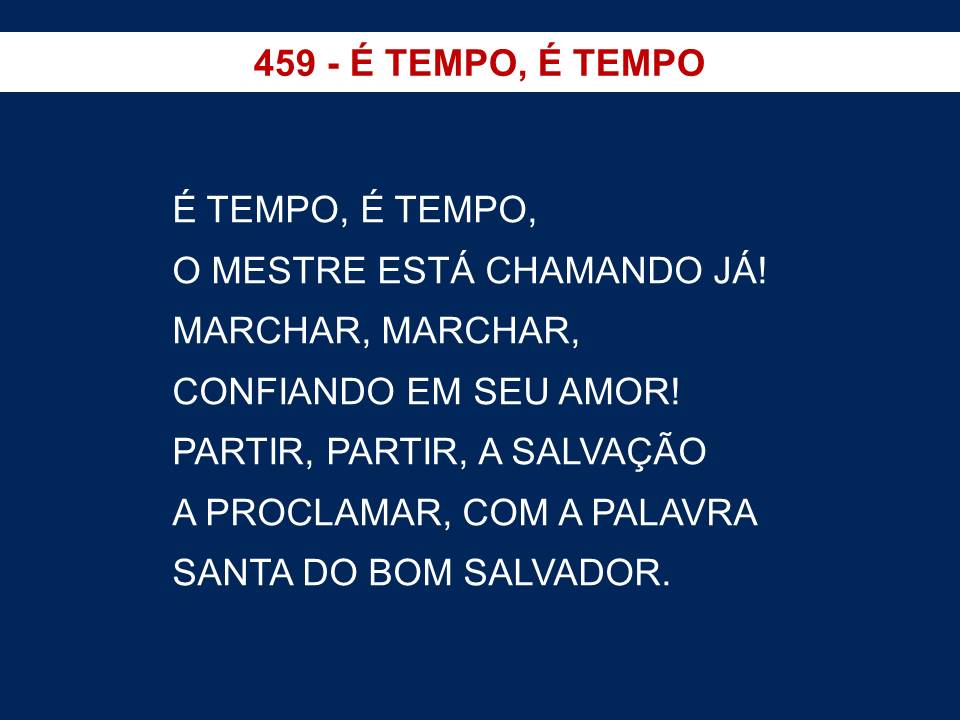 459 - É TEMPO, É TEMPO
É TEMPO, É TEMPO,
O MESTRE ESTÁ CHAMANDO JÁ!
MARCHAR, MARCHAR,
CONFIANDO EM SEU AMOR!
PARTIR, PARTIR, A SALVAÇÃO
A PROCLAMAR, COM A PALAVRA
SANTA DO BOM SALVADOR.